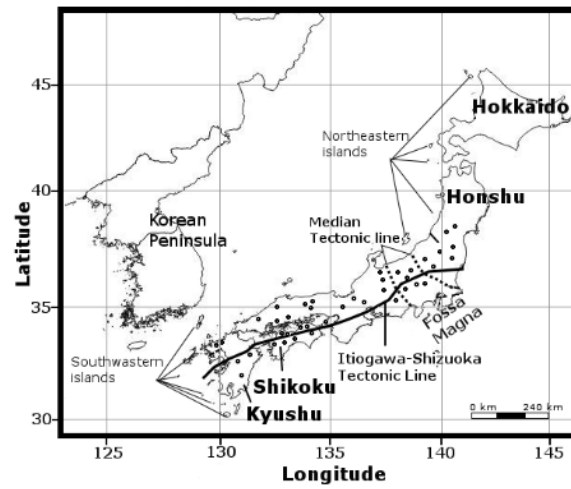 45
40
35
30
Latitude
Hokkaido
Northeastern
islands
Honshu
Korean
Peninsula
Median
Tectonic line
Fossa
Magna
Itiogawa-Shizuoka
Tectonic Line
Southwastern
islands
Shikoku
Kyushu
0 km 240 km
125 130 135 140 145
Longitude